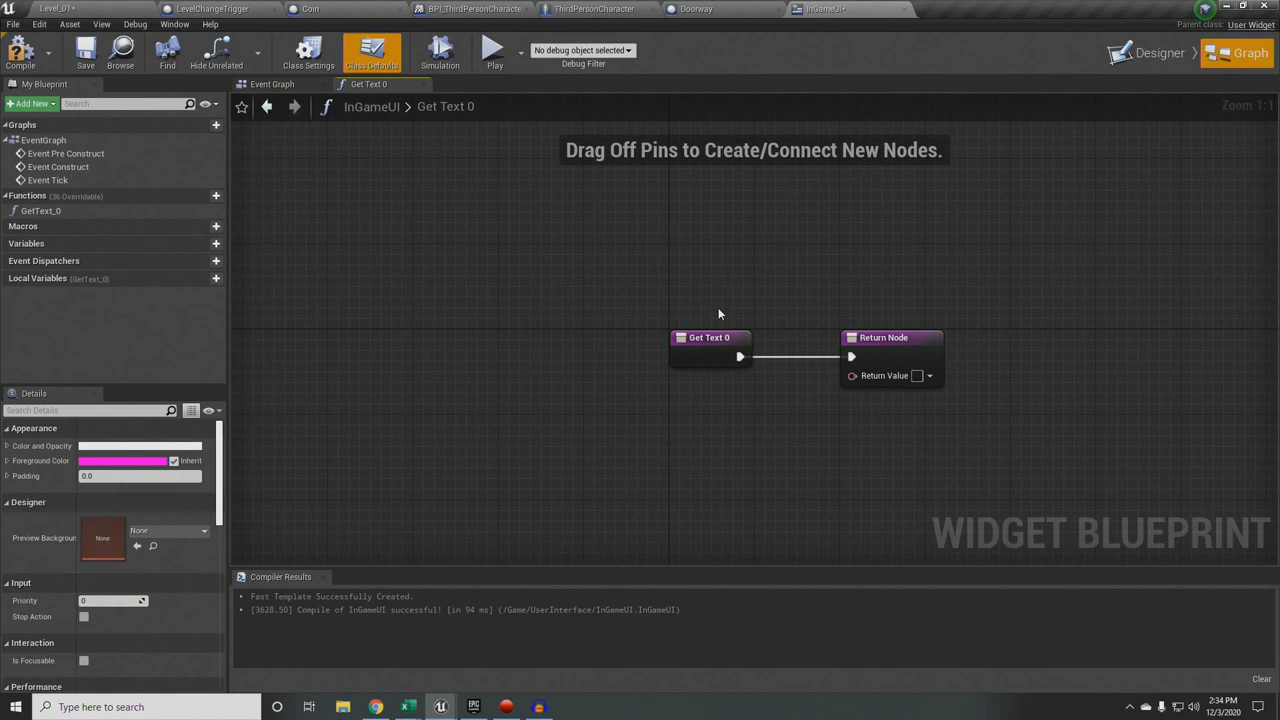 Level_01*
LevelChangeTrigger
Coin
BPI_ThirdPersonCharacte
ThirdPersonCharacter
Doorway
InGameUI*
File Edit Asset View Debug Window Help
Parent class: User Widget
Compile Save Browse Find Hide Unrelated Class Settings Class Defaults Simulation Play
No debug object selected
Debug Filter
Designer
Graph
My Blueprint
Event Graph
Get Text 0
Add New
Search
InGameUI > Get Text 0
Zoom 1:1
Graphs
EventGraph
Event Pre Construct
Event Construct
Event Tick
Functions (36 Overridable)
GetText_0
Macros
Variables
Event Dispatchers
Local Variables (GetText_0)
Drag Off Pins to Create/Connect New Nodes.
Get Text 0
Return Node
Return Value
WIDGET BLUEPRINT
Details
Search Details
Appearance
Color and Opacity
Foreground Color
Inherit
Padding
0.0
Designer
Preview Backgroun
None
None
Input
Priority
0
Stop Action
Interaction
Is Focusable
Performance
Compiler Results
Fast Template Successfully Created.
[3628.50] Compile of InGameUI successful! [in 94 ms] (/Game/UserInterface/InGameUI.InGameUI)
Clear
Type here to search
EPIC
2:34 PM
12/3/2020